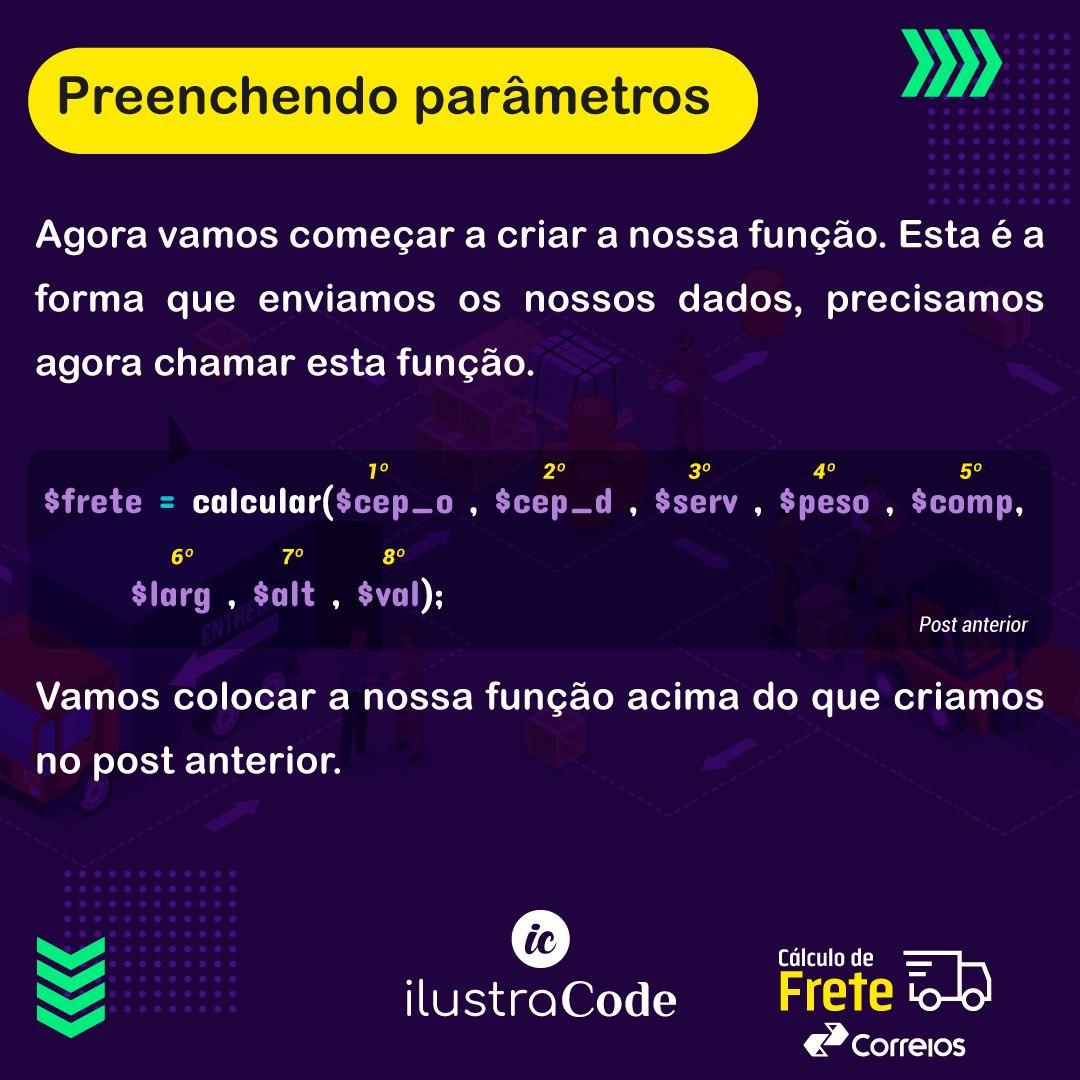 Preenchendo parâmetros
Agora vamos começar a criar a nossa função. Esta é a
forma que enviamos os nossos dados, precisamos
agora chamar esta função.
1º 2º 3º 4º 5º
$frete = calcular($cep_o , $cep_d , $serv , $peso , $comp,
6º 7º 8º
$larg , $alt , $val);
Post anterior
ENTREG
Vamos colocar a nossa função acima do que criamos
no post anterior.
ic
ilustraCode
Cálculo de
Frete
Correios